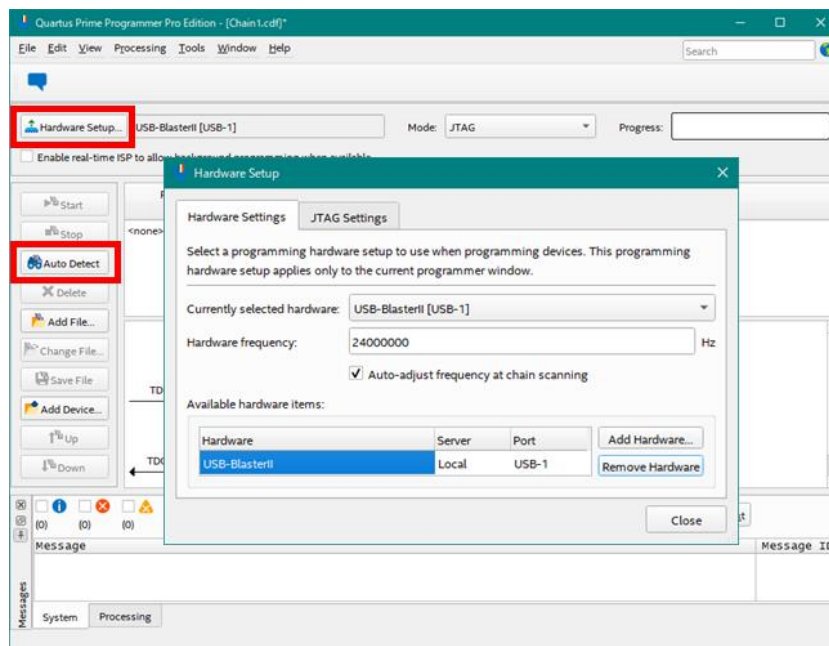 Quartus Prime Programmer Pro Edition - [Chain1.cdf]*
File Edit View Processing Tools Window Help
Search
Hardware Setup... USB-BlasterII [USB-1] Mode: JTAG Progress:
Enable real-time ISP to allow background programming when available
Hardware Setup
Start
Stop
<none>
Auto Detect
Delete
Add File...
Change File...
Save File
Add Device...
Up
Down
TDO
Hardware Settings JTAG Settings
Select a programming hardware setup to use when programming devices. This programming
hardware setup applies only to the current programmer window.
Currently selected hardware: USB-BlasterII [USB-1]
Hardware frequency: 24000000 Hz
Auto-adjust frequency at chain scanning
Available hardware items:
Hardware Server Port
USB-BlasterII Local USB-1
Add Hardware...
Remove Hardware
Close
(0) (0) (0)
Message Message ID
Messages
System Processing